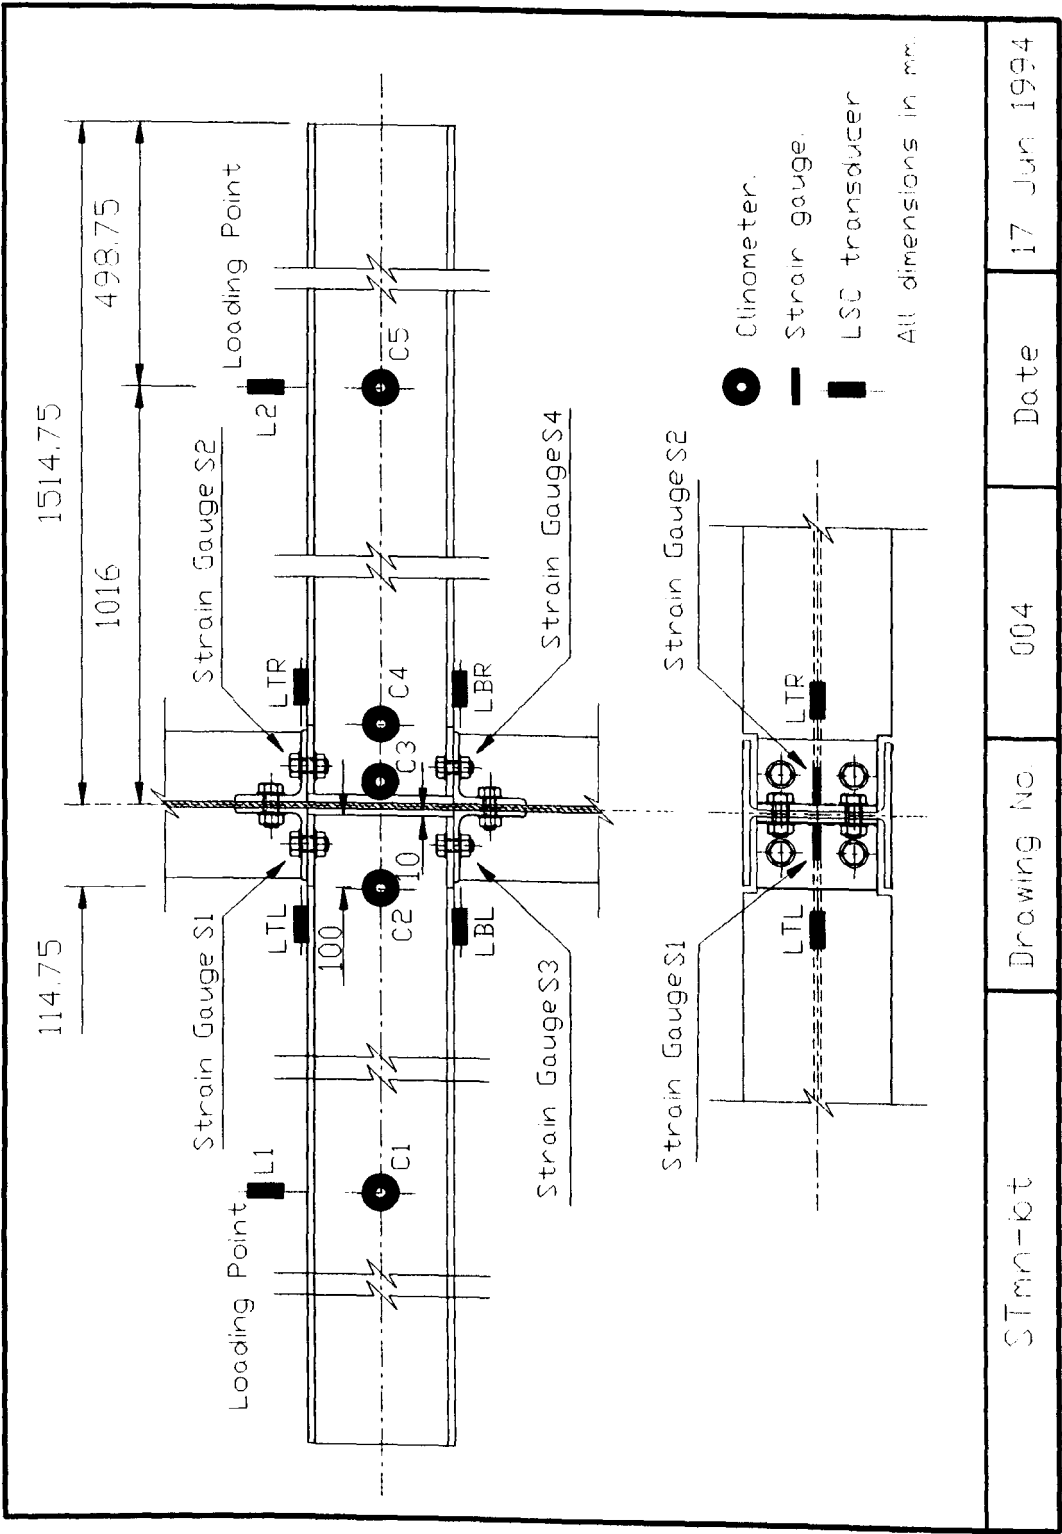 1514.75
114.75
1016
498.75
Loading Point
L1
Strain Gauge S1
Strain Gauge S2
L2
Loading Point
LTL
LTR
100
10
C1
C2
C3
C4
C5
LBL
LBR
Strain Gauge S3
Strain Gauge S4
Strain Gauge S1
Strain Gauge S2
LTL
LTR
Clinometer.
Strain gauge.
LSC transducer
All dimensions in mm.
Drawing No.
004
Date
17 Jun 1994